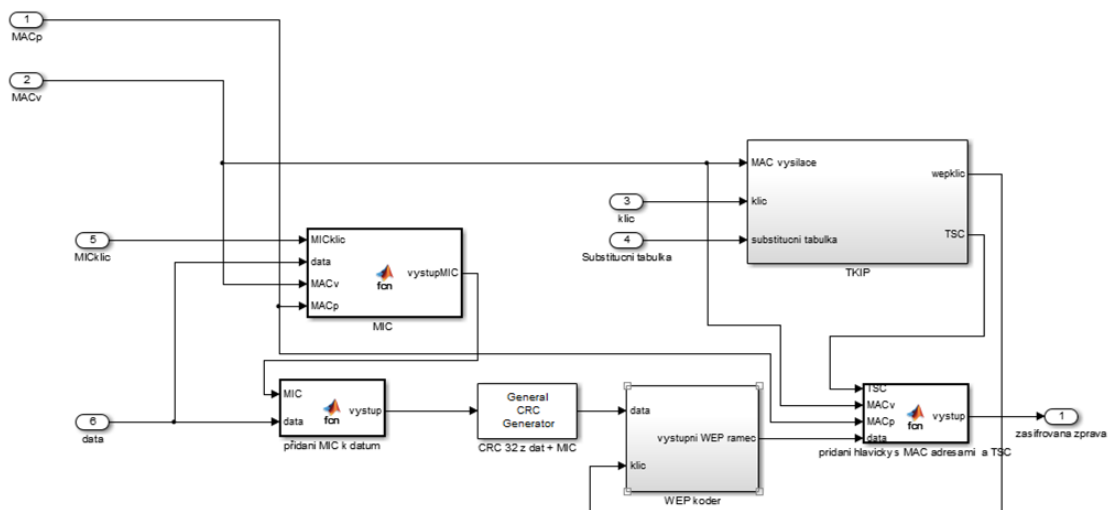 1
MACp
2
MACv
MAC vysilace
wepklic
3
klic
klic
4
Substitucni tabulka
substitucni tabulka
TSC
TKIP
5
MICklic
MICklic
data
vystupMIC
MACv
fcn
MACp
MIC
MIC
vystup
data
fcn
přidani MIC k datum
General
CRC
Generator
CRC 32 z dat + MIC
data
vystupni WEP ramec
klic
WEP koder
TSC
MACv
vystup
MACp
fcn
data
pridani hlavicky s MAC adresami a TSC
6
data
1
zasifrovana zprava